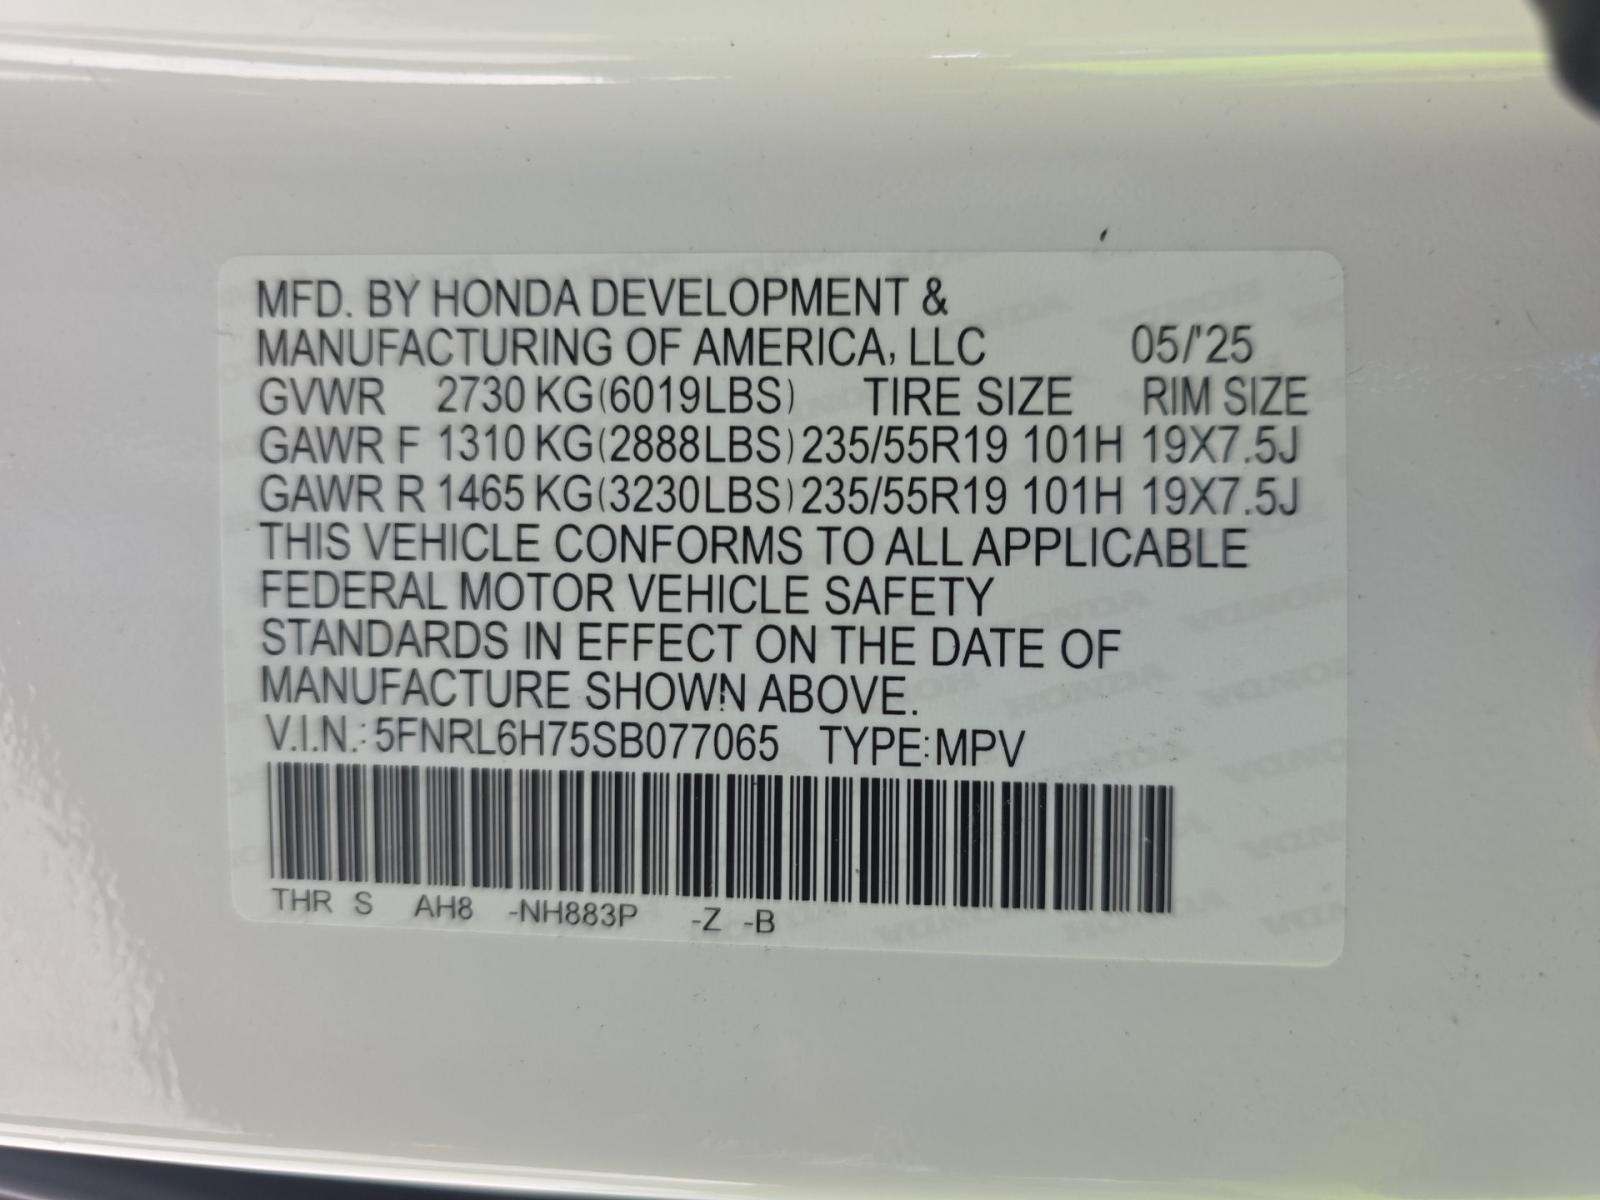 MFD. BY HONDA DEVELOPMENT &
MANUFACTURING OF AMERICA, LLC 05/'25
GVWR 2730 KG(6019LBS) TIRE SIZE RIM SIZE
GAWR F 1310 KG(2888LBS) 235/55R19 101H 19X7.5J
GAWR R 1465 KG(3230LBS) 235/55R19 101H 19X7.5J
THIS VEHICLE CONFORMS TO ALL APPLICABLE
FEDERAL MOTOR VEHICLE SAFETY
STANDARDS IN EFFECT ON THE DATE OF
MANUFACTURE SHOWN ABOVE.
V.I.N.: 5FNRL6H75SB077065 TYPE:MPV
THR S AH8 -NH883P -Z -B